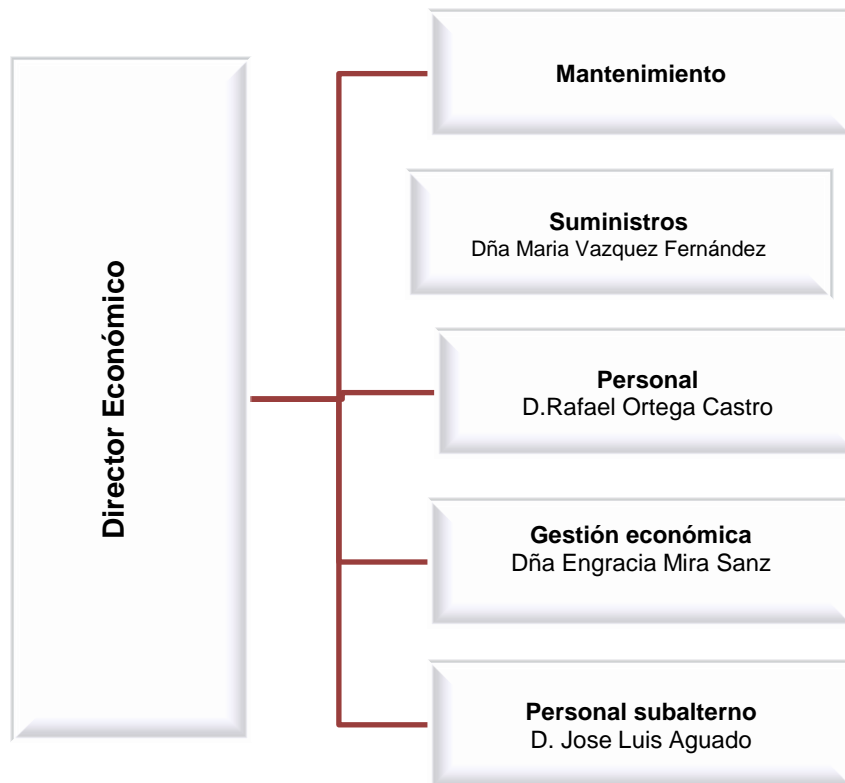 Director Económico
Mantenimiento
Suministros
Dña Maria Vazquez Fernández
Personal
D.Rafael Ortega Castro
Gestión económica
Dña Engracia Mira Sanz
Personal subalterno
D. Jose Luis Aguado